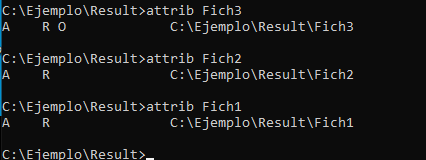 C:\Ejemplo\Result>attrib Fich3
A    R O             C:\Ejemplo\Result\Fich3
C:\Ejemplo\Result>attrib Fich2
A    R               C:\Ejemplo\Result\Fich2
C:\Ejemplo\Result>attrib Fich1
A    R               C:\Ejemplo\Result\Fich1
C:\Ejemplo\Result>_